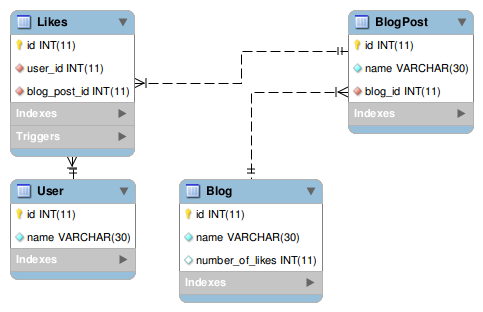 Likes
id INT(11)
user_id INT(11)
blog_post_id INT(11)
Indexes
Triggers
BlogPost
id INT(11)
name VARCHAR(30)
blog_id INT(11)
Indexes
User
id INT(11)
name VARCHAR(30)
Indexes
Blog
id INT(11)
name VARCHAR(30)
number_of_likes INT(11)
Indexes